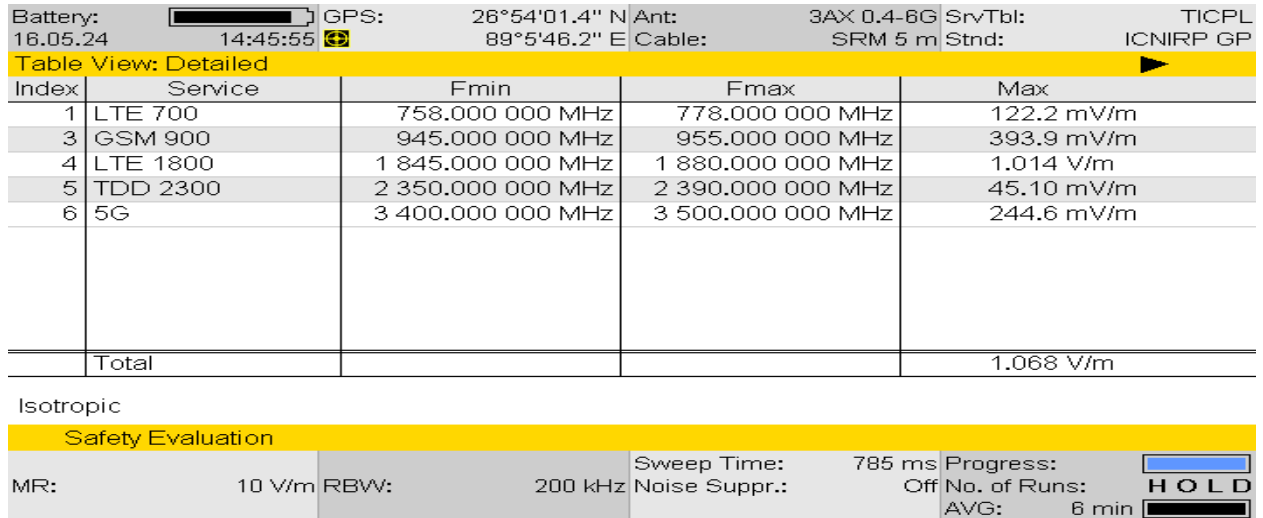 Battery: GPS: 26°54'01.4" N Ant: 3AX 0.4-6G SrvTbl: TICPL
16.05.24 14:45:55 89°5'46.2" E Cable: SRM 5 m Stnd: ICNIRP GP
Table View: Detailed
Index Service Fmin Fmax Max
1 LTE 700 758.000 000 MHz 778.000 000 MHz 122.2 mV/m
3 GSM 900 945.000 000 MHz 955.000 000 MHz 393.9 mV/m
4 LTE 1800 1 845.000 000 MHz 1 880.000 000 MHz 1.014 V/m
5 TDD 2300 2 350.000 000 MHz 2 390.000 000 MHz 45.10 mV/m
6 5G 3 400.000 000 MHz 3 500.000 000 MHz 244.6 mV/m
Total 1.068 V/m
Isotropic
Safety Evaluation
Sweep Time: 785 ms Progress:
MR: 10 V/m RBW: 200 kHz Noise Suppr.: Off No. of Runs: HOLD
AVG: 6 min